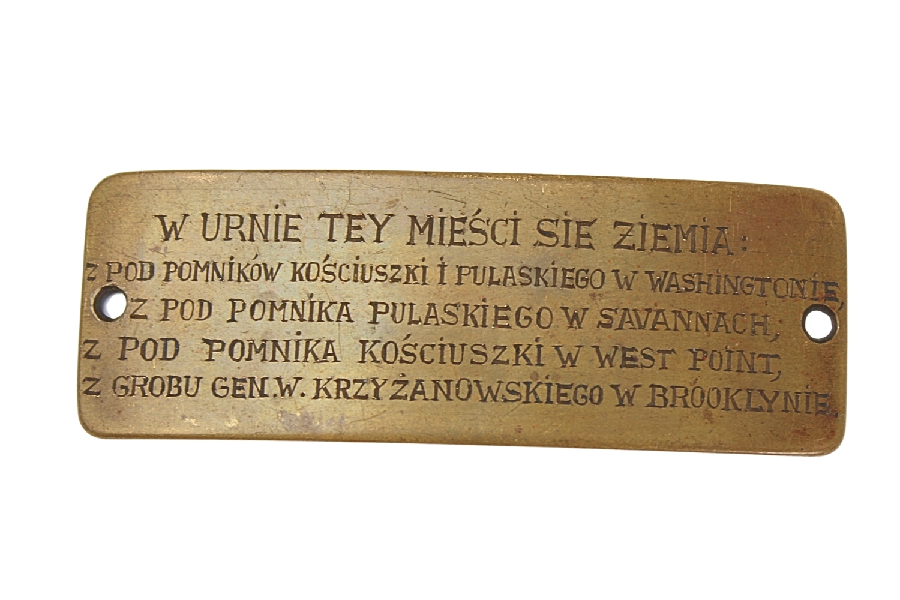 W URNIE TEY MIEŚCI SIE ZIEMIA:
Z POD POMNIKÓW KOŚCIUSZKI I PULASKIEGO W WASHINGTONIE,
Z POD POMNIKA PULASKIEGO W SAVANNACH,
Z POD POMNIKA KOŚCIUSZKI W WEST POINT,
Z GROBU GEN.W. KRZYŻANOWSKIEGO W BROOKLYNIE.